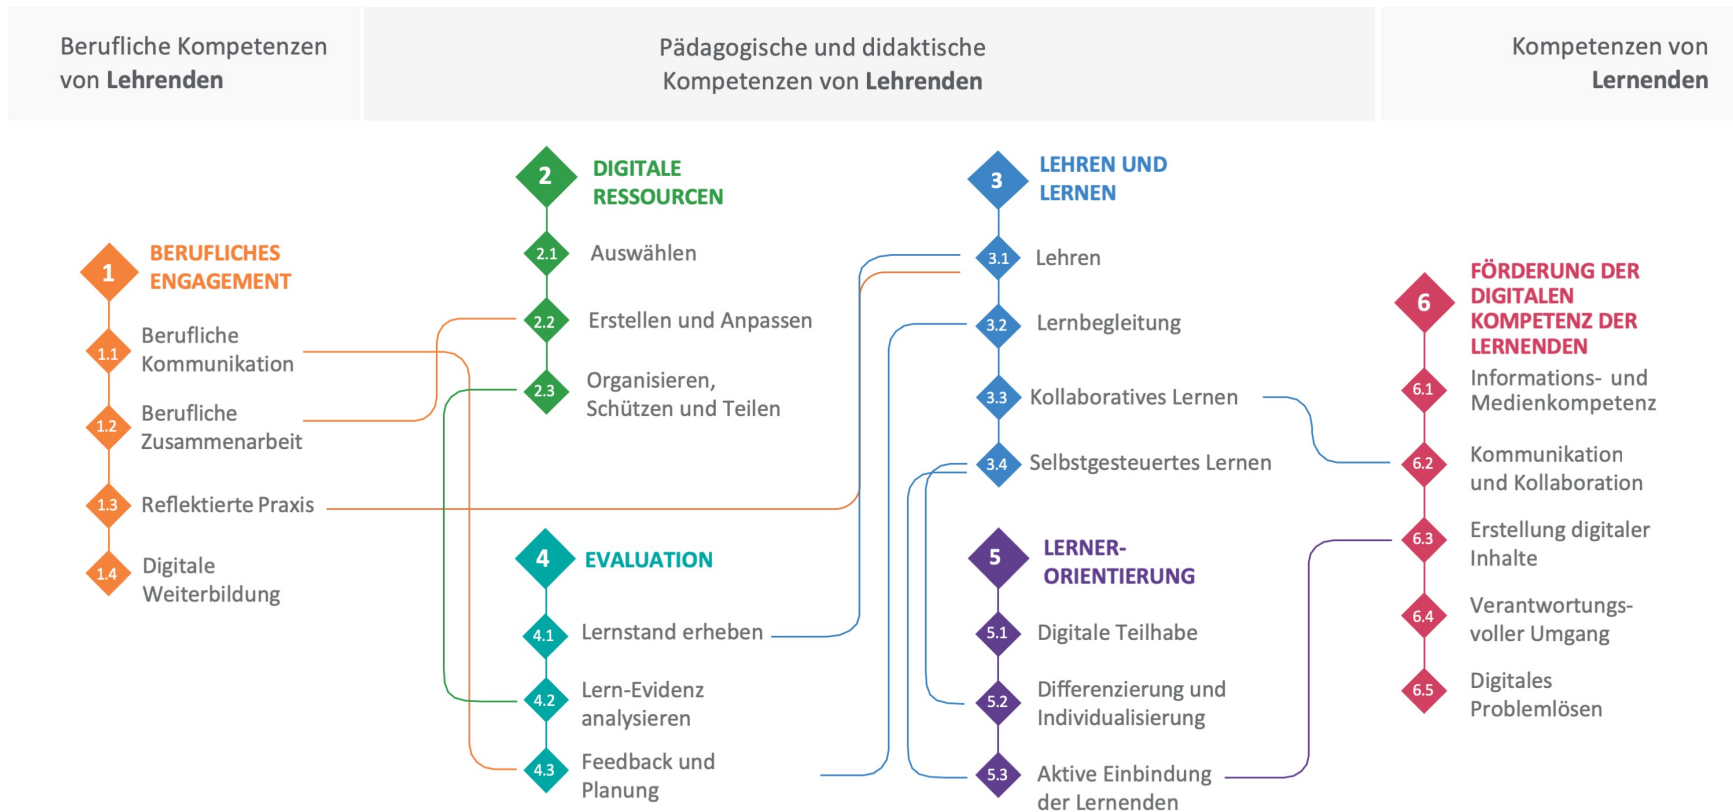 Berufliche Kompetenzen
von Lehrenden
Pädagogische und didaktische
Kompetenzen von Lehrenden
Kompetenzen von
Lernenden
1
BERUFLICHES
ENGAGEMENT
1.1
Berufliche
Kommunikation
1.2
Berufliche
Zusammenarbeit
1.3
Reflektierte Praxis
1.4
Digitale
Weiterbildung
2
DIGITALE
RESSOURCEN
2.1
Auswählen
2.2
Erstellen und Anpassen
2.3
Organisieren,
Schützen und Teilen
3
LEHREN UND
LERNEN
3.1
Lehren
3.2
Lernbegleitung
3.3
Kollaboratives Lernen
3.4
Selbstgesteuertes Lernen
4
EVALUATION
4.1
Lernstand erheben
4.2
Lern-Evidenz
analysieren
4.3
Feedback und
Planung
5
LERNER-
ORIENTIERUNG
5.1
Digitale Teilhabe
5.2
Differenzierung und
Individualisierung
5.3
Aktive Einbindung
der Lernenden
6
FÖRDERUNG DER
DIGITALEN
KOMPETENZ DER
LERNENDEN
6.1
Informations- und
Medienkompetenz
6.2
Kommunikation
und Kollaboration
6.3
Erstellung digitaler
Inhalte
6.4
Verantwortungs-
voller Umgang
6.5
Digitales
Problemlösen